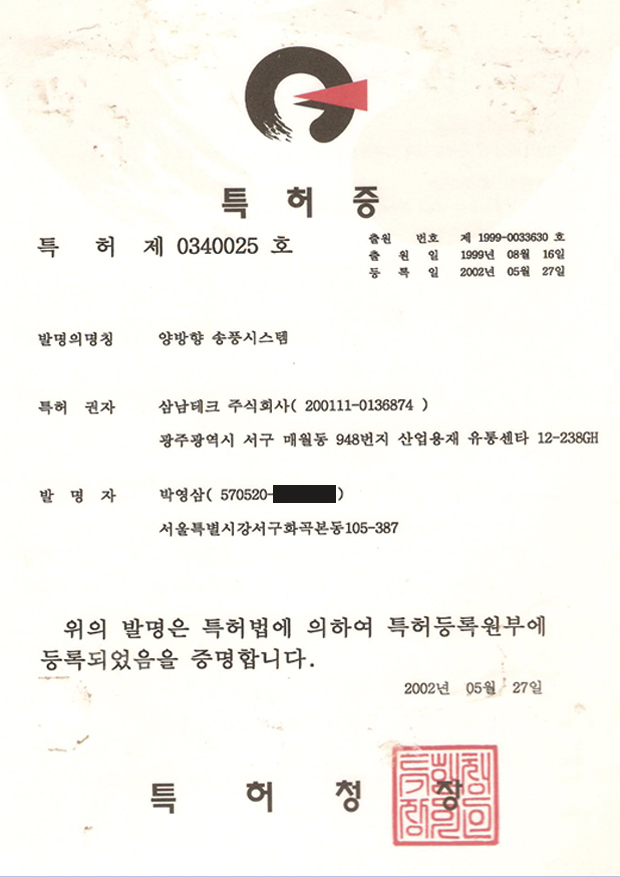 특허증
특 허 제 0340025 호
출원 번호 제 1999-0033630 호
출 원 일 1999년 08월 16일
등 록 일 2002년 05월 27일
발명의명칭 양방향 송풍시스템
특허 권자 삼남테크 주식회사( 200111-0136874 )
광주광역시 서구 매월동 948번지 산업용재 유통센타 12-238GH
발 명 자 박영삼( 570520- )
서울특별시강서구화곡본동105-387
위의 발명은 특허법에 의하여 특허등록원부에
등록되었음을 증명합니다.
2002년 05월 27일
특 허 청 장